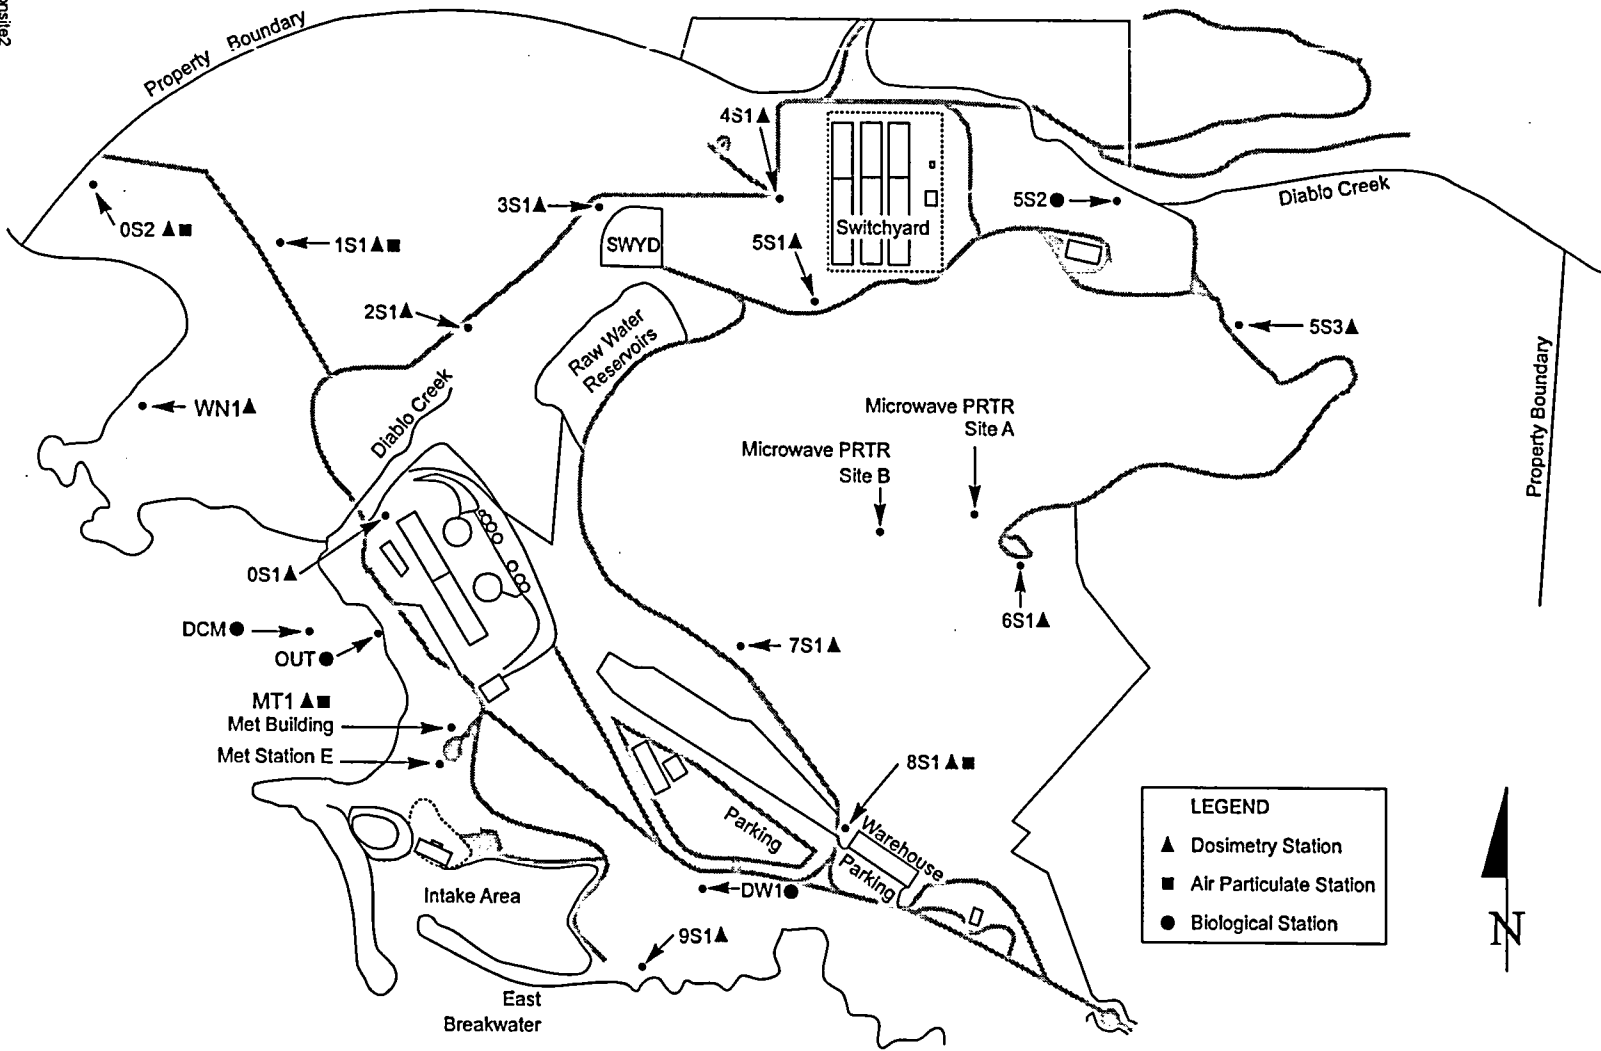 onsite2
Property Boundary
4S1▲
3S1▲
5S2●
Diablo Creek
0S2 ▲■
1S1▲■
SWYD
5S1▲
Switchyard
2S1▲
5S3▲
Raw Water
Reservoirs
Property Boundary
Diablo Creek
WN1▲
Microwave PRTR
Site A
Microwave PRTR
Site B
0S1▲
6S1▲
DCM●
OUT●
7S1▲
MT1▲■
Met Building
Met Station E
8S1▲■
Parking
Warehouse
Parking
Intake Area
DW1●
9S1▲
East
Breakwater
LEGEND
▲ Dosimetry Station
■ Air Particulate Station
● Biological Station
N